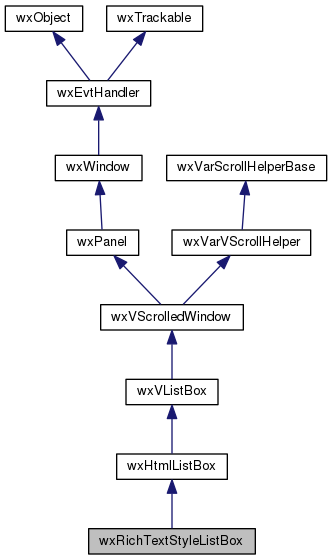 wxObject
wxTrackable
wxEvtHandler
wxWindow
wxVarScrollHelperBase
wxPanel
wxVarVScrollHelper
wxVScrolledWindow
wxVListBox
wxHtmlListBox
wxRichTextStyleListBox